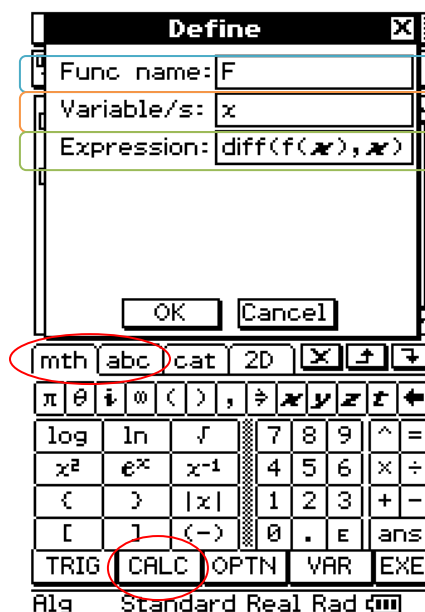 Define X
Func name: F
Variable/s: x
Expression: diff(f(x),x)
OK Cancel
mth abc cat 2D
π θ i ∞ ( ) , ⇒ x y z t ←
log ln √ 7 8 9 ^ =
x² eˣ x⁻¹ 4 5 6 × ÷
{ } |x| 1 2 3 + −
[ ] (−) 0 . E ans
TRIG CALC OPTN VAR EXE
Alg Standard Real Rad